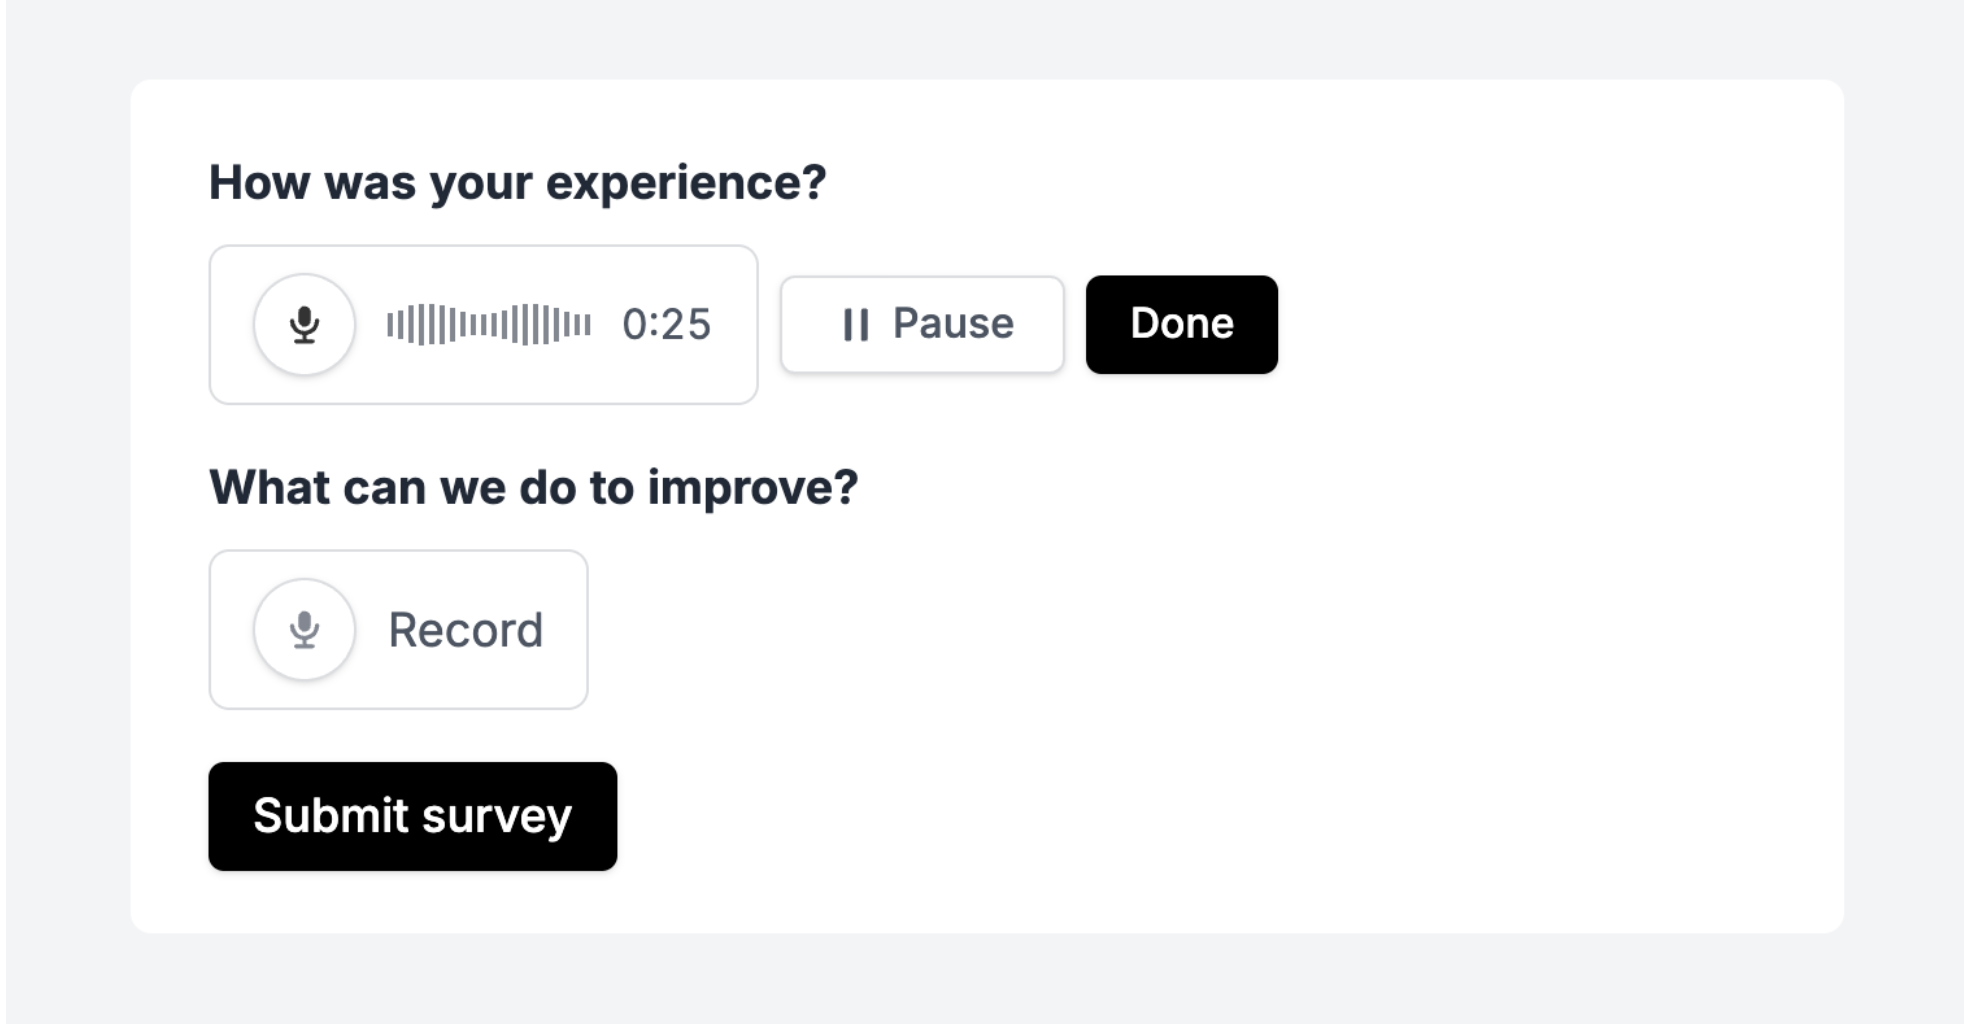 How was your experience?
0:25 Pause Done
What can we do to improve?
Record
Submit survey